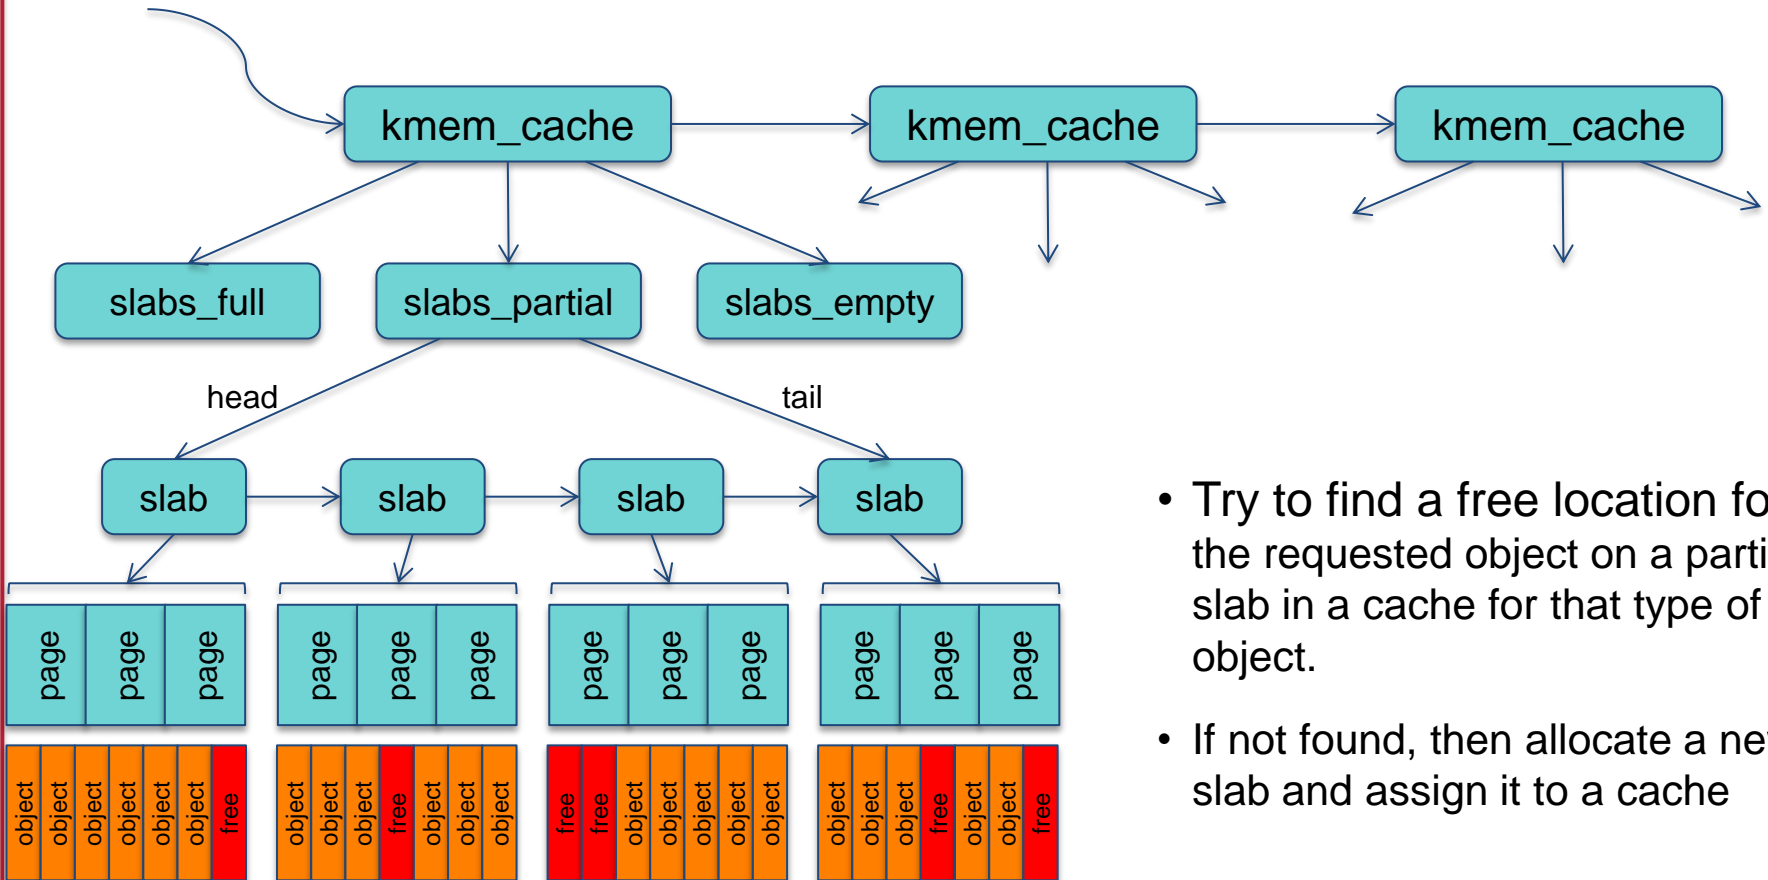 kmem_cache
kmem_cache
kmem_cache
slabs_full
slabs_partial
slabs_empty
head
tail
slab
slab
slab
slab
page
page
page
page
page
page
page
page
page
page
page
page
object
object
object
object
object
object
free
object
object
object
free
object
object
object
free
free
object
object
object
object
object
object
object
object
free
object
object
free
• Try to find a free location fo
the requested object on a parti
slab in a cache for that type of
object.
• If not found, then allocate a ne
slab and assign it to a cache